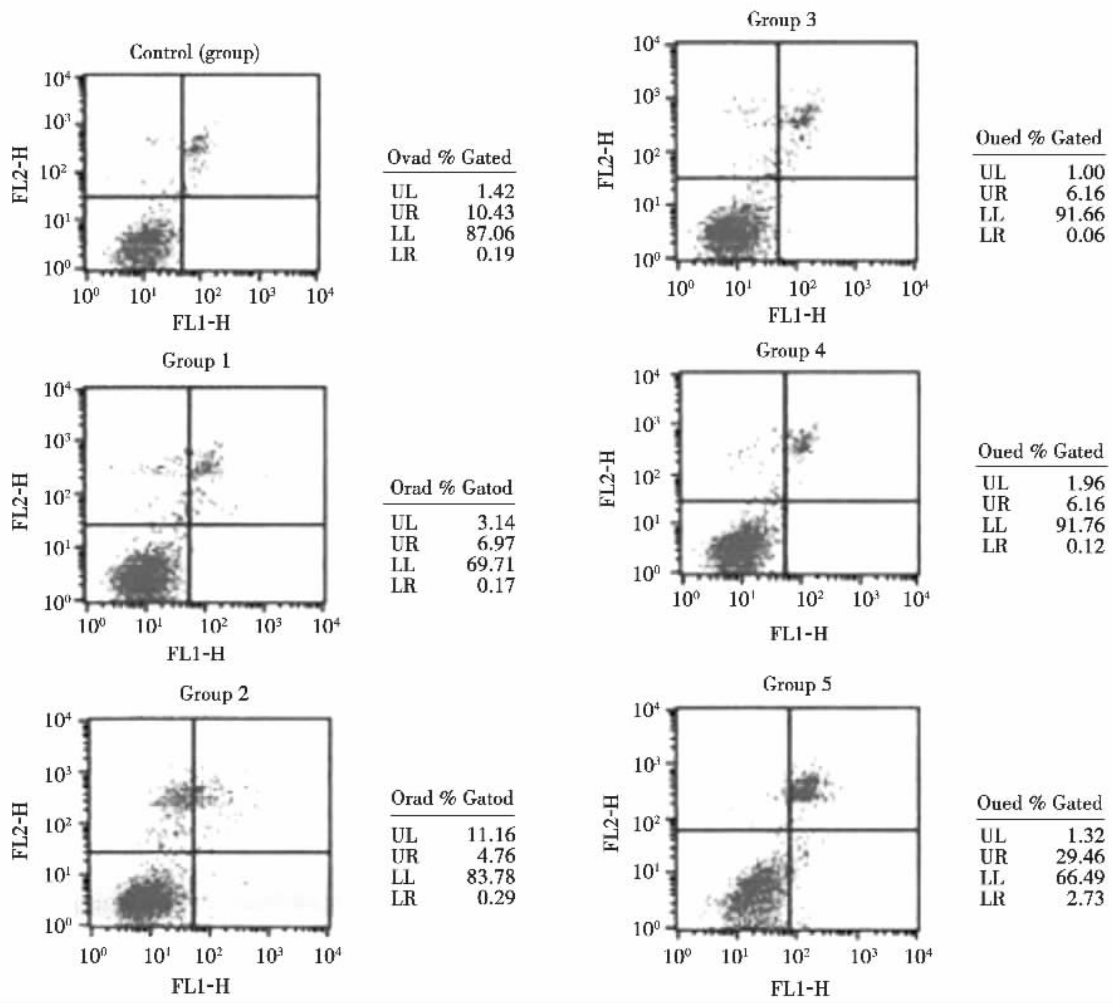 Control (group)
10⁴
10³
10²
10¹
10⁰
FL2-H
10⁰ 10¹ 10² 10³ 10⁴
FL1-H
Ovad % Gated
UL 1.42
UR 10.43
LL 87.06
LR 0.19
Group 1
10⁴
10³
10²
10¹
10⁰
FL2-H
10⁰ 10¹ 10² 10³ 10⁴
FL1-H
Orad % Gatod
UL 3.14
UR 6.97
LL 69.71
LR 0.17
Group 2
10⁴
10³
10²
10¹
10⁰
FL2-H
10⁰ 10¹ 10² 10³ 10⁴
FL1-H
Orad % Gatod
UL 11.16
UR 4.76
LL 83.78
LR 0.29
Group 3
10⁴
10³
10²
10¹
10⁰
FL2-H
10⁰ 10¹ 10² 10³ 10⁴
FL1-H
Oued % Gated
UL 1.00
UR 6.16
LL 91.66
LR 0.06
Group 4
10⁴
10³
10²
10¹
10⁰
FL2-H
10⁰ 10¹ 10² 10³ 10⁴
FL1-H
Oued % Gated
UL 1.96
UR 6.16
LL 91.76
LR 0.12
Group 5
10⁴
10³
10²
10¹
10⁰
FL2-H
10⁰ 10¹ 10² 10³ 10⁴
FL1-H
Oued % Gated
UL 1.32
UR 29.46
LL 66.49
LR 2.73